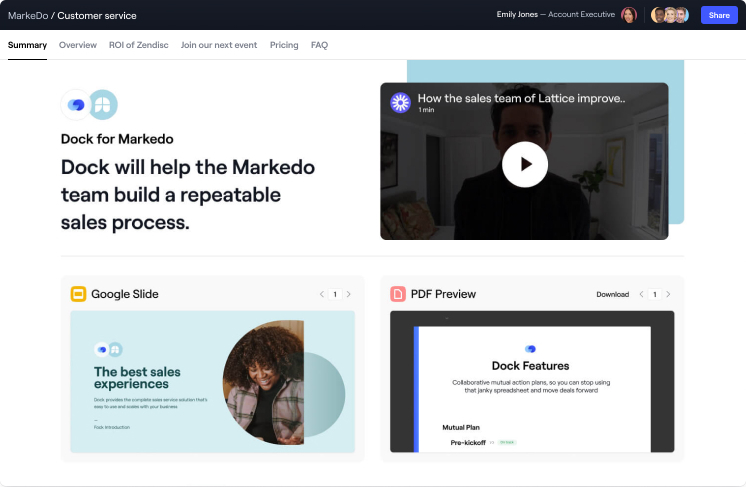 MarkeDo / Customer service
Emily Jones — Account Executive
Share
Summary
Overview
ROI of Zendisc
Join our next event
Pricing
FAQ
Dock for Markedo
Dock will help the Markedo
team build a repeatable
sales process.
How the sales team of Lattice improve..
1 min
Google Slide
1
The best sales
experiences
Dock provides the complete sales service solution that's
easy to use and scales with your business
PDF Preview
Download
1
Dock Features
Collaborative mutual action plans, so you can stop using
that janky spreadsheet and move deals forward
Mutual Plan
Pre-kickoff